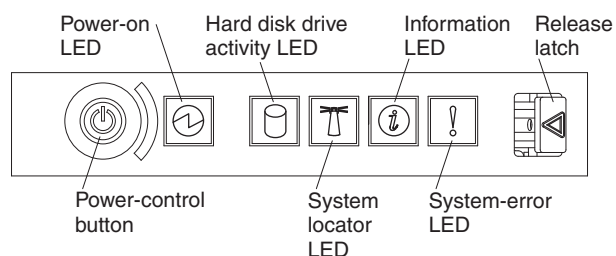 Power-on
LED
Hard disk drive
activity LED
Information
LED
Release
latch
Power-control
button
System
locator
LED
System-error
LED